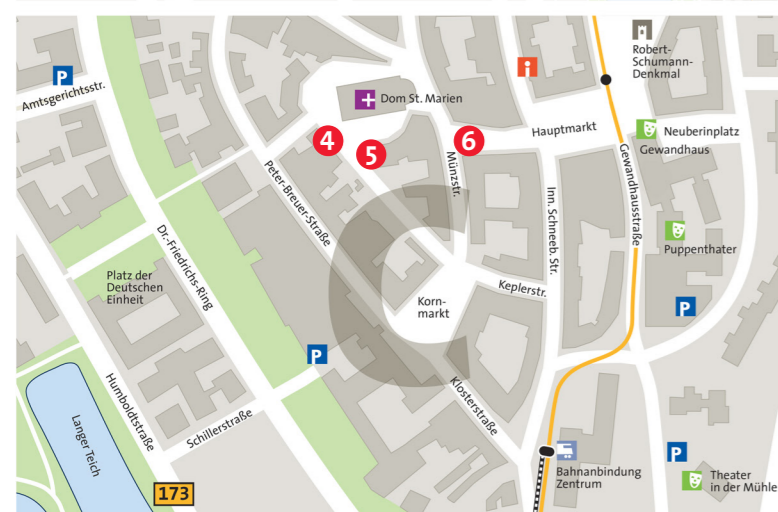 P
Amtsgerichtsstr.
Dom St. Marien
i
Robert-
Schumann-
Denkmal
4
5
6
Hauptmarkt
Neuberinplatz
Gewandhaus
Münzstr.
Gewandhausstraße
Peter-Breuer-Straße
Inn. Schneeb. Str.
Dr.-Friedrichs-Ring
Puppenthater
Platz der
Deutschen
Einheit
C
Keplerstr.
Korn-
markt
P
P
Humboldtstraße
Klosterstraße
Schillerstraße
Langer Teich
173
P
Bahnanbindung
Zentrum
Theater
in der Mühle